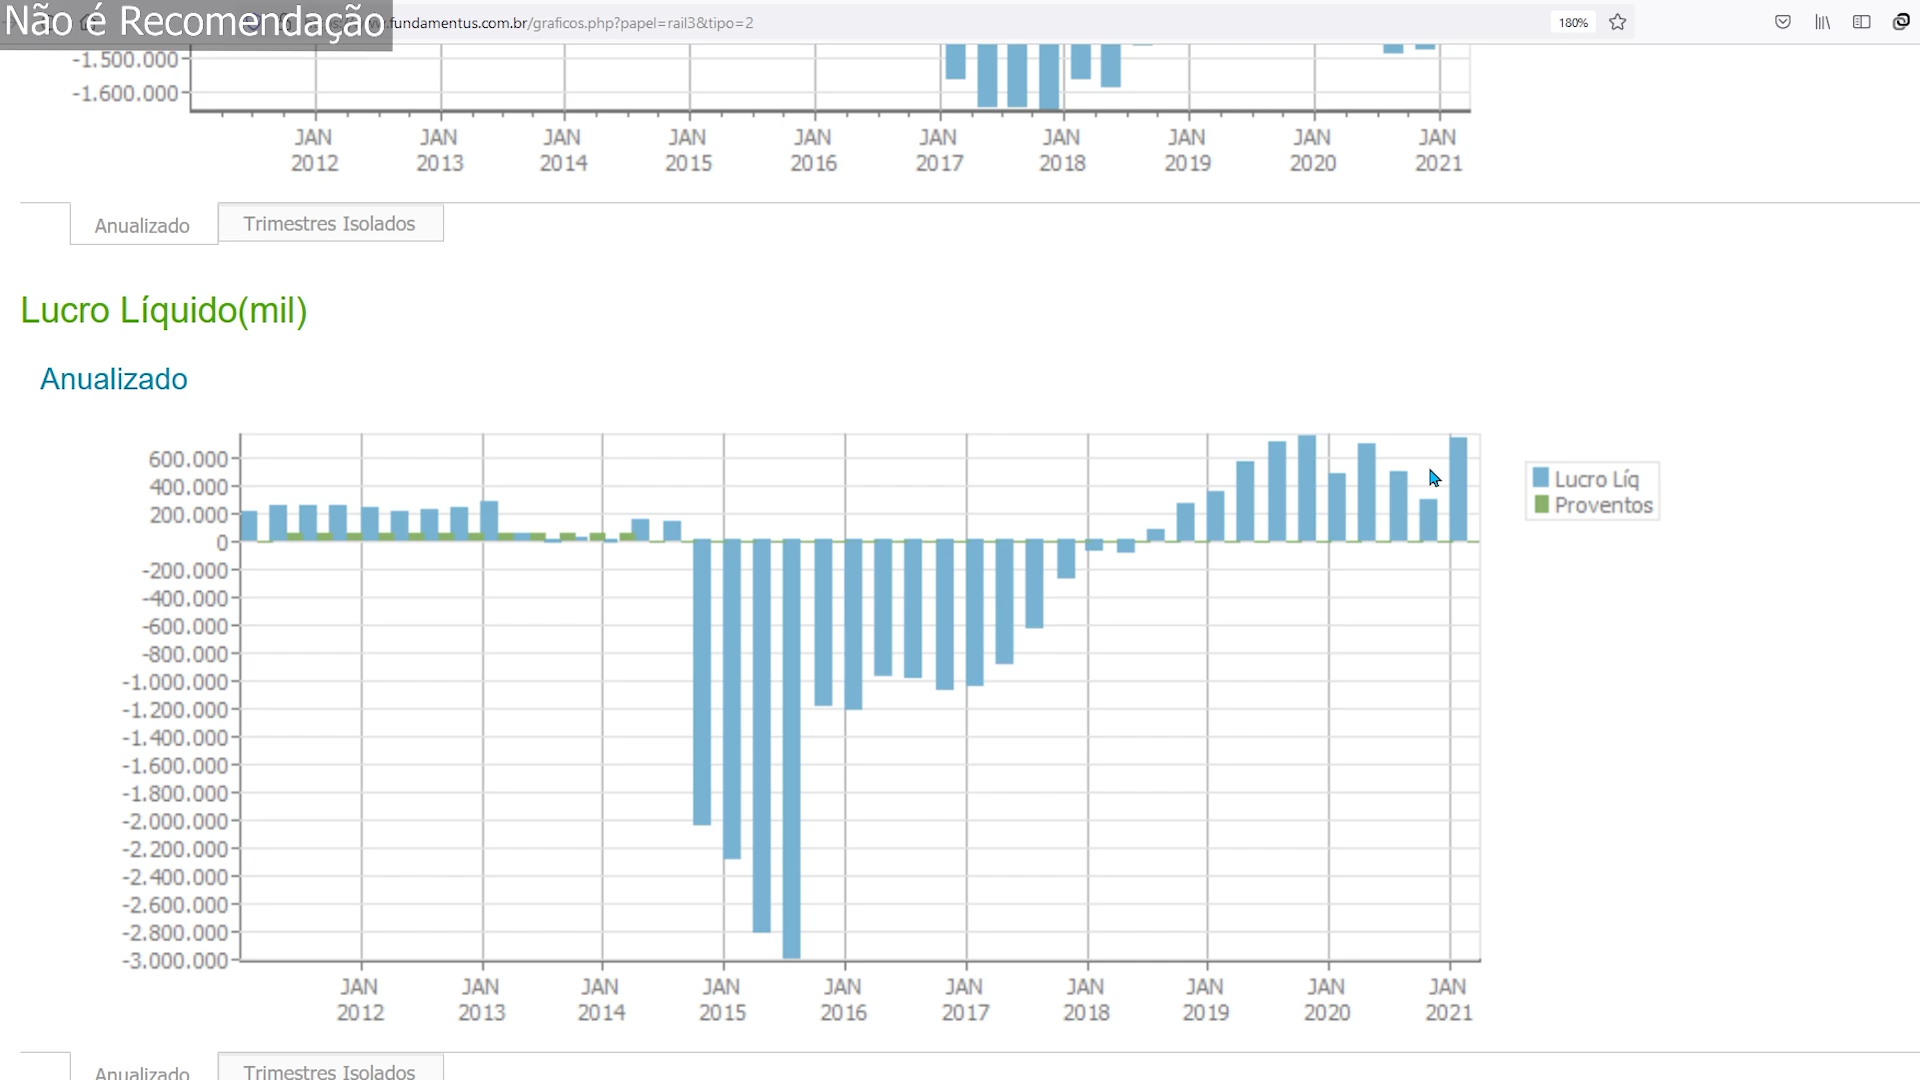 Não é Recomendação
fundamentus.com.br/graficos.php?papel=rail3&tipo=2
180%
-1.500.000
-1.600.000
JAN JAN JAN JAN JAN JAN JAN JAN JAN JAN
2012 2013 2014 2015 2016 2017 2018 2019 2020 2021
Anualizado Trimestres Isolados
Lucro Líquido(mil)
Anualizado
600.000
400.000
200.000
0
-200.000
-400.000
-600.000
-800.000
-1.000.000
-1.200.000
-1.400.000
-1.600.000
-1.800.000
-2.000.000
-2.200.000
-2.400.000
-2.600.000
-2.800.000
-3.000.000
Lucro Líq
Proventos
JAN JAN JAN JAN JAN JAN JAN JAN JAN JAN
2012 2013 2014 2015 2016 2017 2018 2019 2020 2021
Anualizado Trimestres Isolados